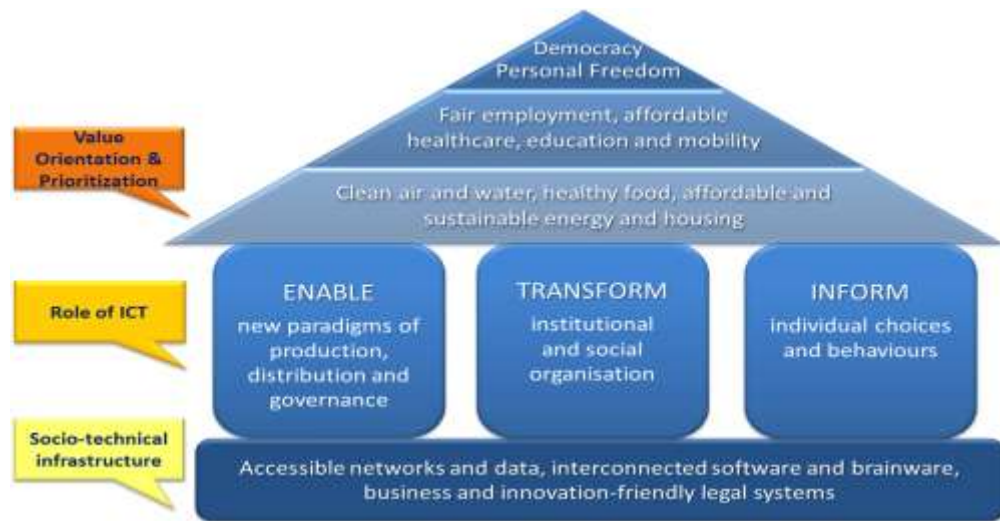 Democracy
Personal Freedom
Fair employment, affordable
healthcare, education and mobility
Clean air and water, healthy food, affordable and
sustainable energy and housing
Value
Orientation &
Prioritization
Role of ICT
ENABLE
new paradigms of
production,
distribution and
governance
TRANSFORM
institutional
and social
organisation
INFORM
individual choices
and behaviours
Socio-technical
infrastructure
Accessible networks and data, interconnected software and brainware,
business and innovation-friendly legal systems